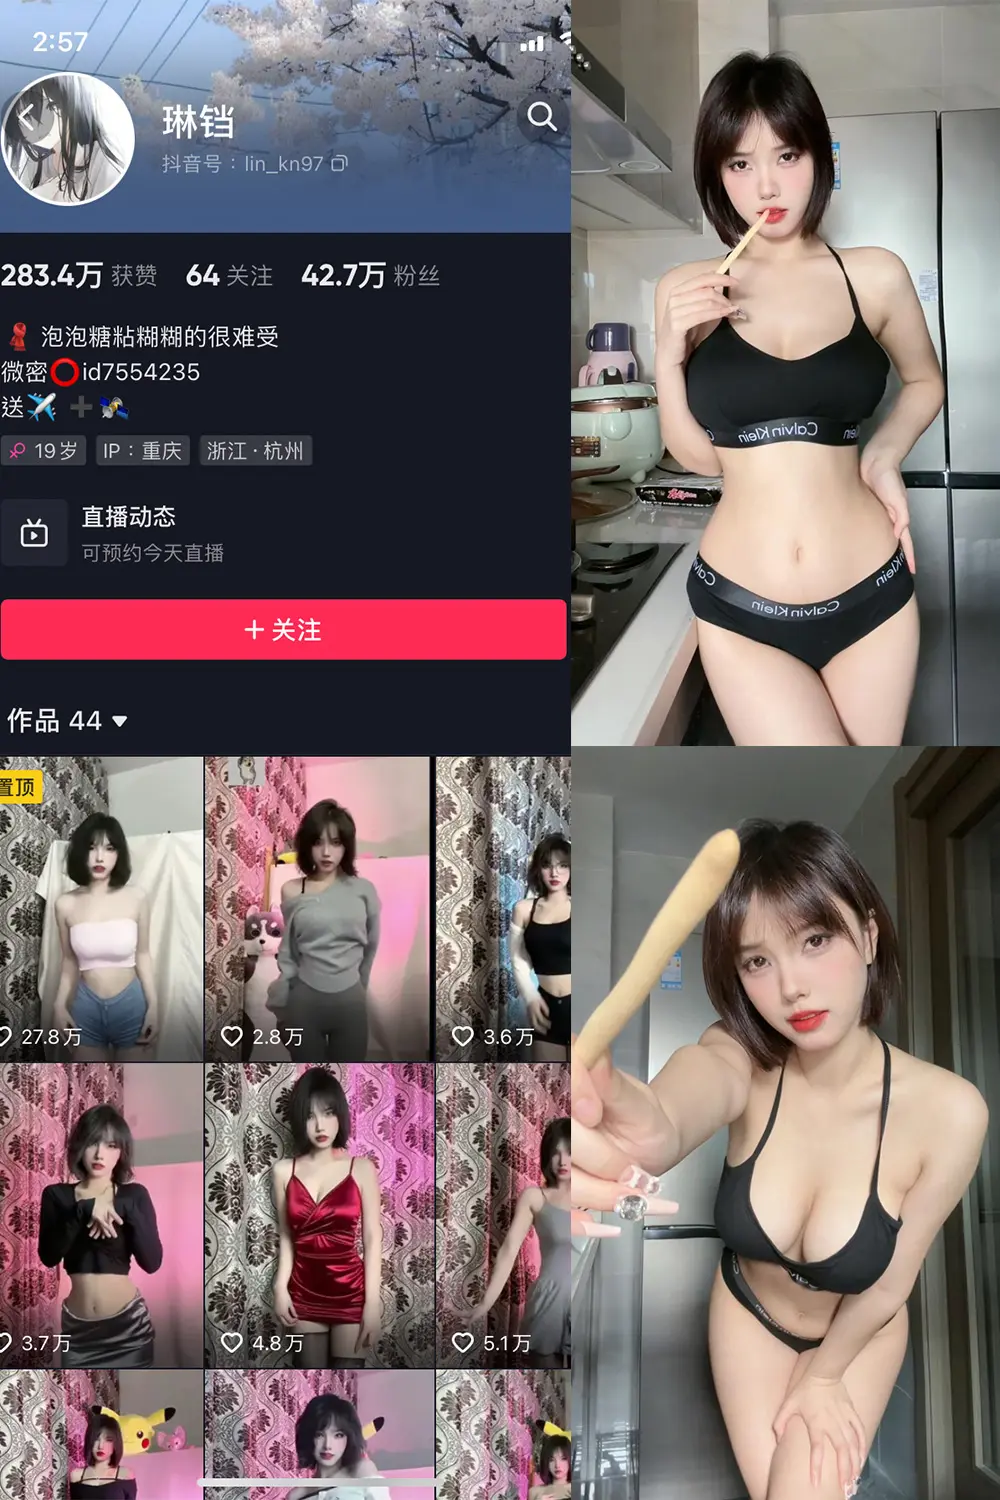 2:57
琳铛
抖音号：lin_kn97
283.4万 获赞 64 关注 42.7万 粉丝
泡泡糖粘糊糊的很难受
微密⭕id7554235
送✈️➕🛰️
19岁 IP：重庆 浙江·杭州
直播动态
可预约今天直播
+ 关注
作品 44
置顶
27.8万
2.8万
3.6万
3.7万
4.8万
5.1万
Calvin Klein
Calvin Klein